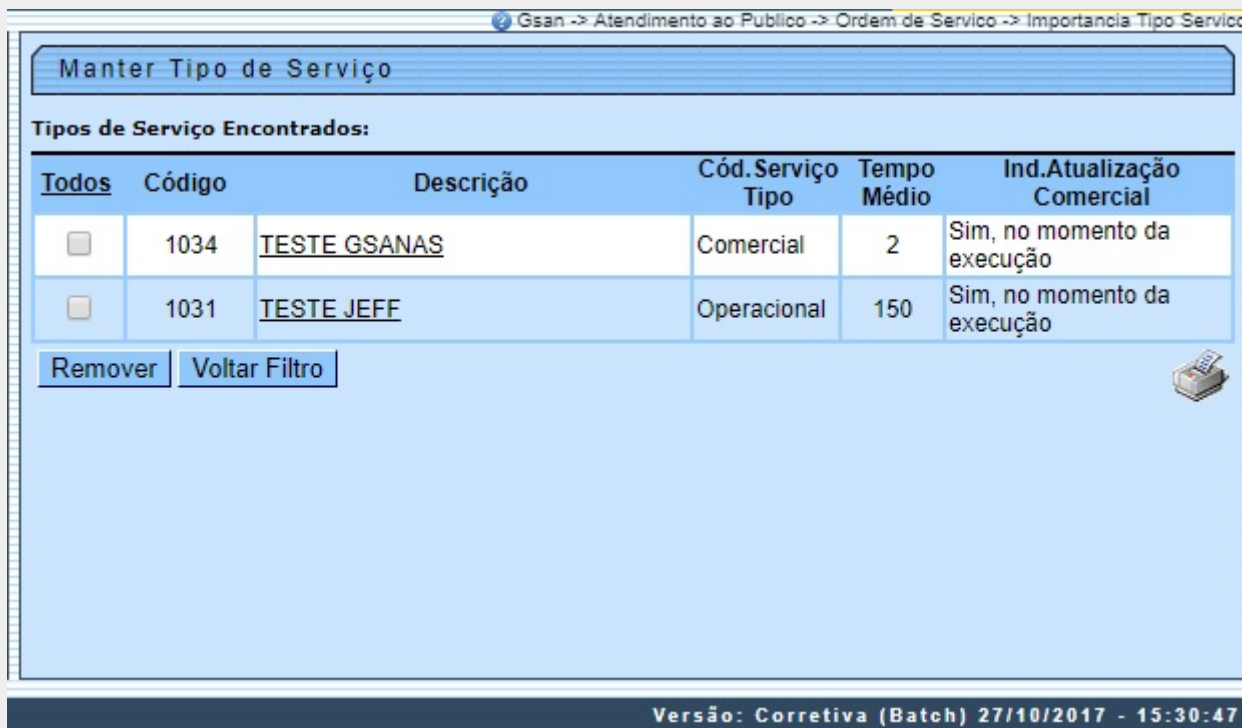 Gsan -> Atendimento ao Publico -> Ordem de Servico -> Importancia Tipo Servico
Manter Tipo de Serviço
Tipos de Serviço Encontrados:
Todos Código Descrição Cód.Serviço Tipo Tempo Médio Ind.Atualização Comercial
1034 TESTE GSANAS Comercial 2 Sim, no momento da execução
1031 TESTE JEFF Operacional 150 Sim, no momento da execução
Remover Voltar Filtro
Versão: Corretiva (Batch) 27/10/2017 - 15:30:47